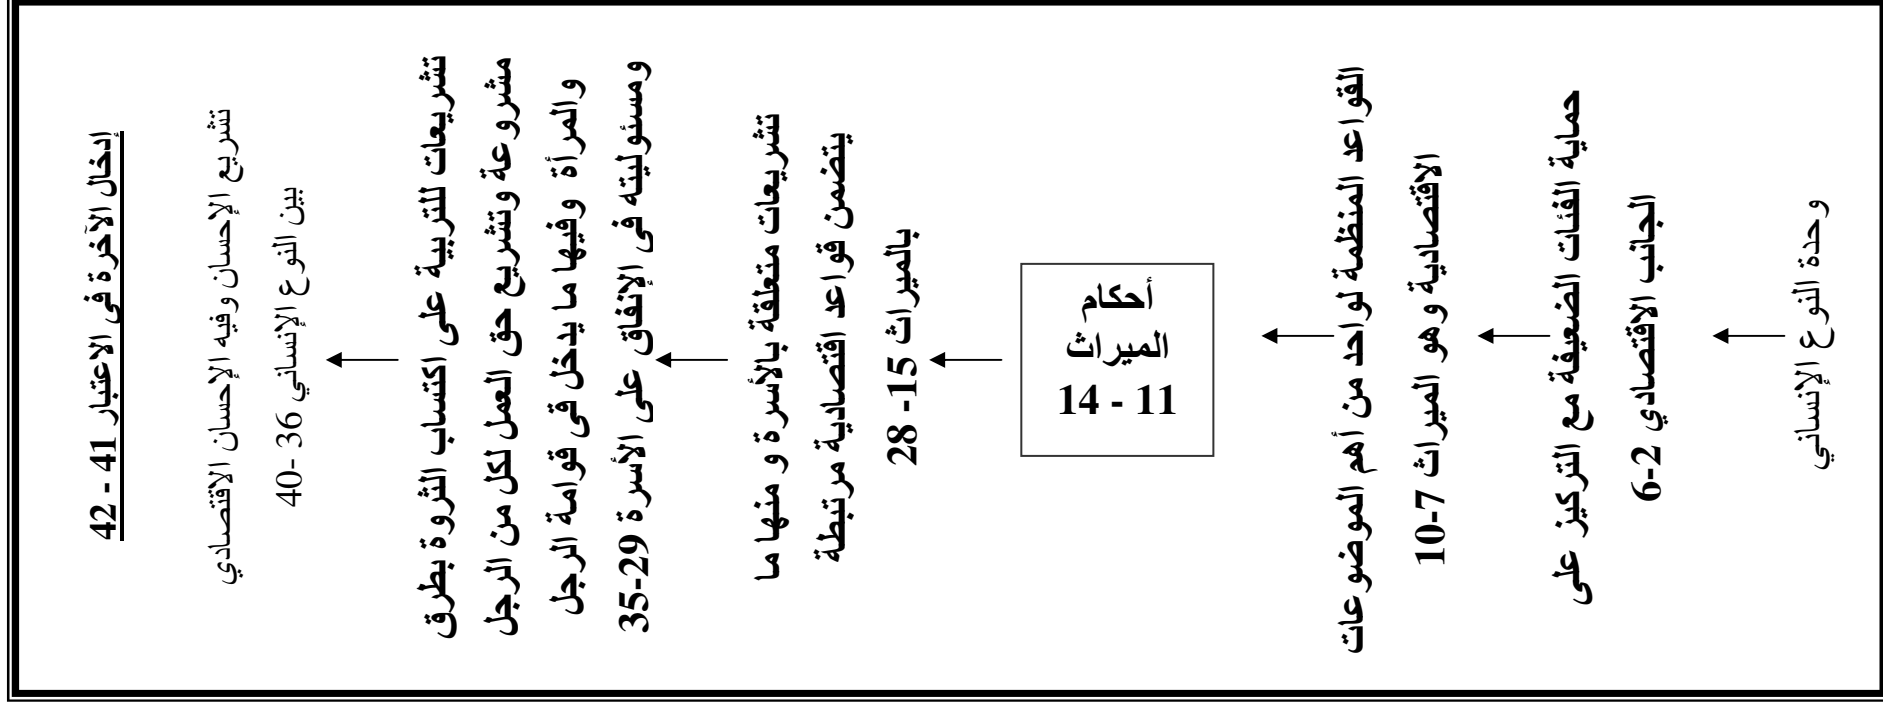 إدخال الآخرة فى الاعتبار 41 - 42
تشريع الإحسان وفيه الإحسان الاقتصادي
بين النوع الإنساني 36 -40
تشريعات للتربية على اكتساب الثروة بطرق
مشروعة وتشريع حق العمل لكل من الرجل
والمرأة وفيها ما يدخل فى قوامة الرجل
ومسئوليته فى الإنفاق على الأسرة 29-35
تشريعات متعلقة بالأسرة و منها ما
يتضمن قواعد اقتصادية مرتبطة
بالميراث 15- 28
أحكام
الميراث
11 - 14
القواعد المنظمة لواحد من أهم الموضوعات
الاقتصادية وهو الميراث 7-10
حماية الفئات الضعيفة مع التركيز على
الجانب الاقتصادي 2-6
وحدة النوع الإنساني